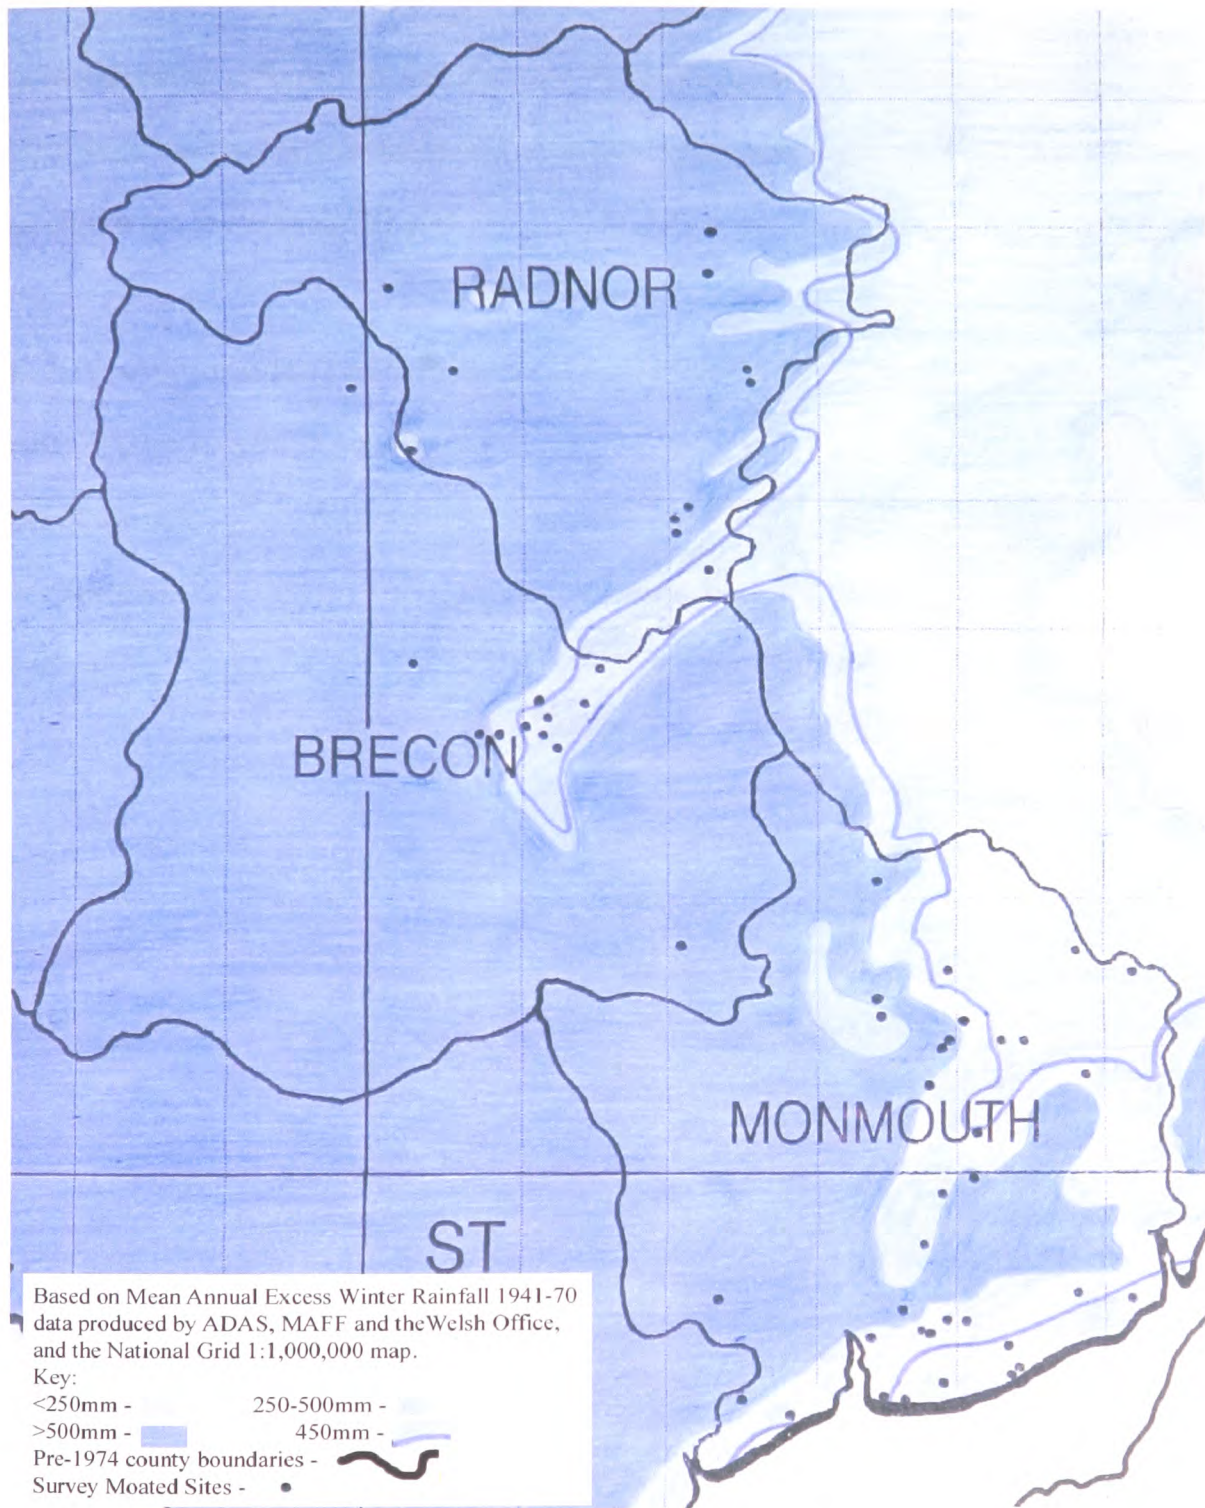 RADNOR
BRECON
MONMOUTH
ST
Based on Mean Annual Excess Winter Rainfall 1941-70
data produced by ADAS, MAFF and theWelsh Office,
and the National Grid 1:1,000,000 map.
Key:
<250mm - 250-500mm -
>500mm - 450mm -
Pre-1974 county boundaries -
Survey Moated Sites -